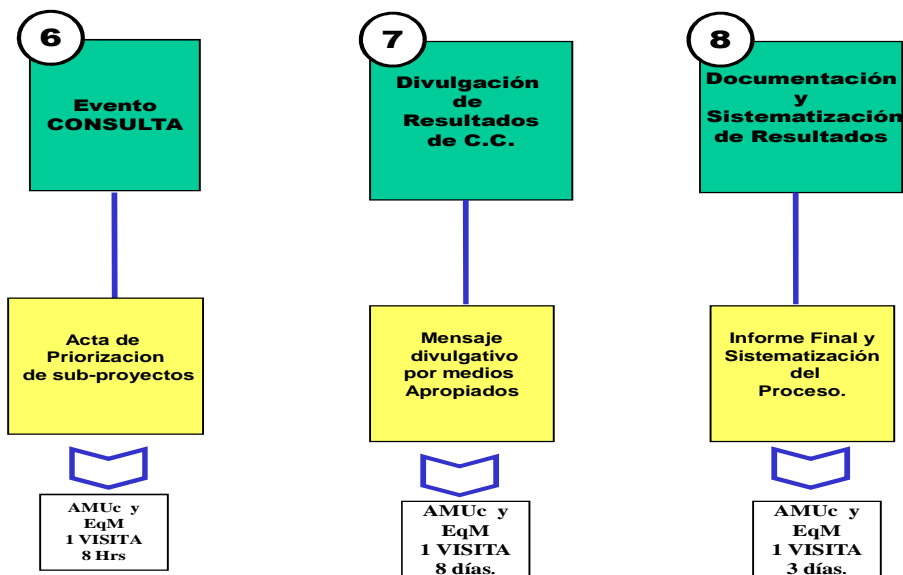 6
Evento
CONSULTA
Acta de
Priorizacion
de sub-proyectos
AMUc y
EqM
1 VISITA
8 Hrs
7
Divulgación
de
Resultados
de C.C.
Mensaje
divulgativo
por medios
Apropiados
AMUc y
EqM
1 VISITA
8 días.
8
Documentación
y
Sistematización
de Resultados
Informe Final y
Sistematización
del
Proceso.
AMUc y
EqM
1 VISITA
3 días.